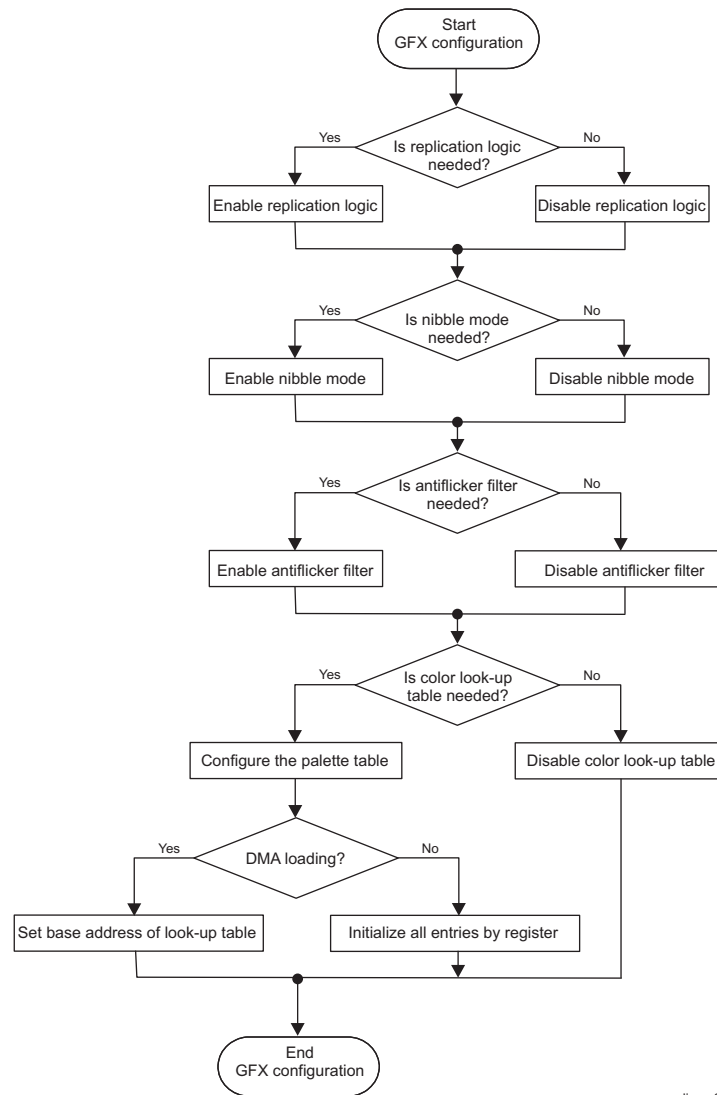 Start
GFX configuration
Yes
No
Is replication logic
needed?
Enable replication logic
Disable replication logic
Yes
No
Is nibble mode
needed?
Enable nibble mode
Disable nibble mode
Yes
No
Is antiflicker filter
needed?
Enable antiflicker filter
Disable antiflicker filter
Yes
No
Is color look-up
table needed?
Configure the palette table
Disable color look-up table
Yes
DMA loading?
No
Set base address of look-up table
Initialize all entries by register
End
GFX configuration